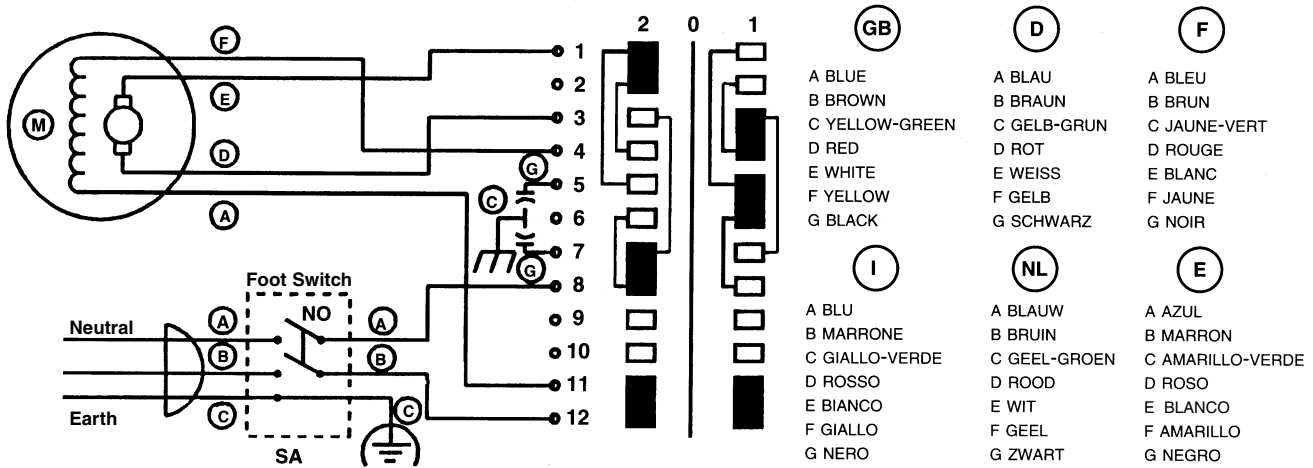 2 0 1
F
E
M
D
A
1
2
3
4
5
6
7
8
9
10
11
12
G
C
G
Foot Switch
NO
Neutral
A
A
B
B
Earth
C
C
SA
GB
A BLUE
B BROWN
C YELLOW-GREEN
D RED
E WHITE
F YELLOW
G BLACK
D
A BLAU
B BRAUN
C GELB-GRUN
D ROT
E WEISS
F GELB
G SCHWARZ
F
A BLEU
B BRUN
C JAUNE-VERT
D ROUGE
E BLANC
F JAUNE
G NOIR
I
A BLU
B MARRONE
C GIALLO-VERDE
D ROSSO
E BIANCO
F GIALLO
G NERO
NL
A BLAUW
B BRUIN
C GEEL-GROEN
D ROOD
E WIT
F GEEL
G ZWART
E
A AZUL
B MARRON
C AMARILLO-VERDE
D ROSO
E BLANCO
F AMARILLO
G NEGRO